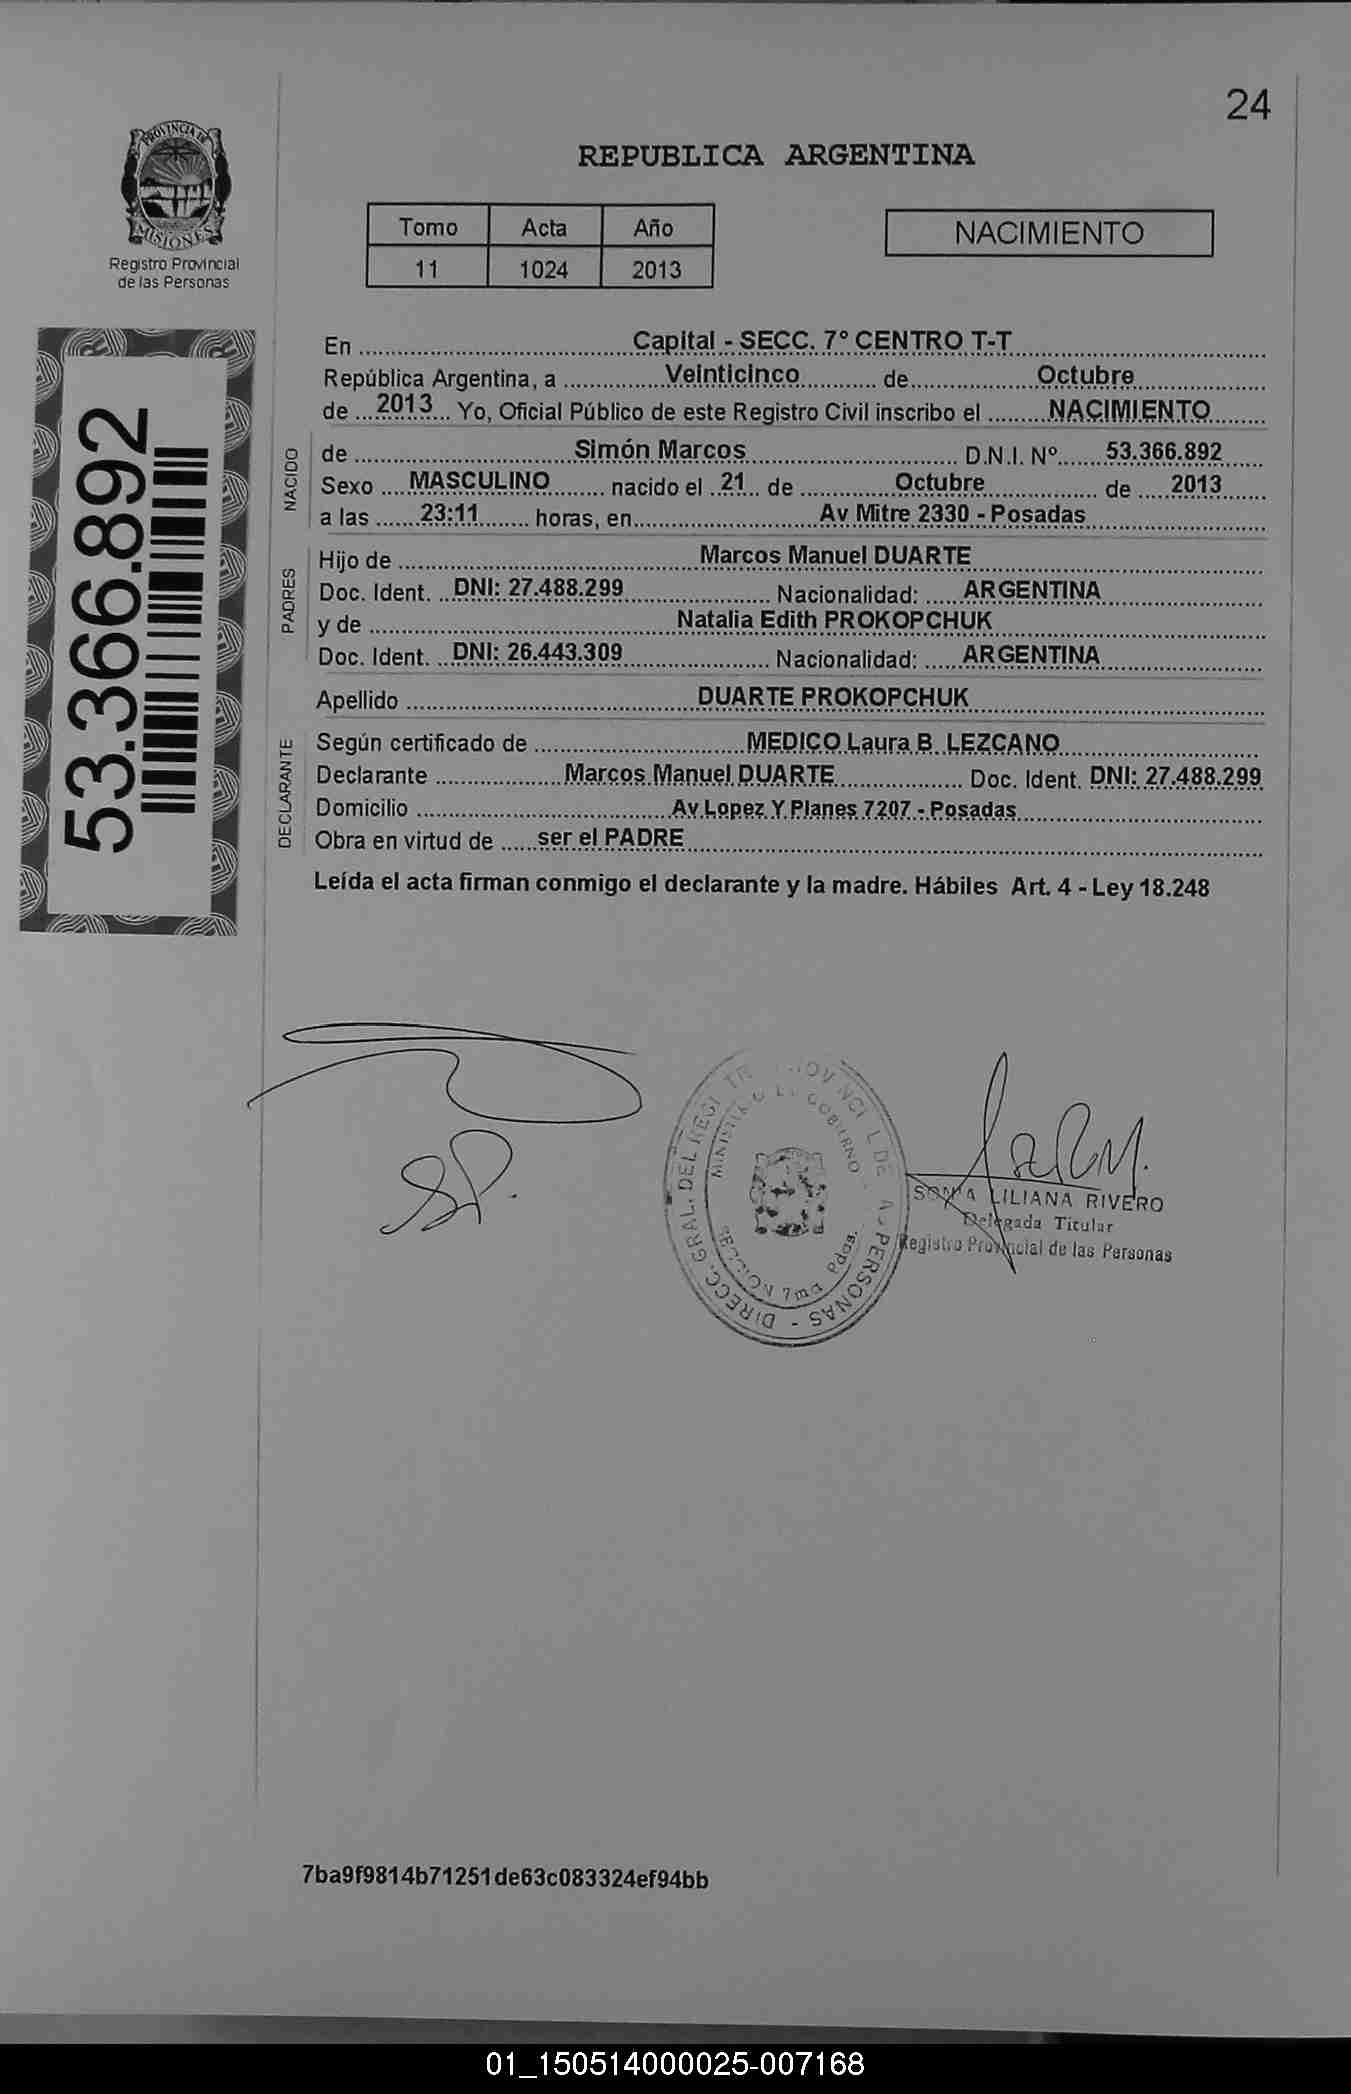 24
PROVINCIA DE
MISIONES
Registro Provincial
de las Personas
REPUBLICA ARGENTINA
Tomo Acta Año
11 1024 2013
NACIMIENTO
53.366.892
En Capital - SECC. 7° CENTRO T-T
República Argentina, a Veinticinco de Octubre
de 2013 Yo, Oficial Público de este Registro Civil inscribo el NACIMIENTO
NACIDO
de Simón Marcos D.N.I. Nº 53.366.892
Sexo MASCULINO nacido el 21 de Octubre de 2013
a las 23:11 horas, en Av Mitre 2330 - Posadas
PADRES
Hijo de Marcos Manuel DUARTE
Doc. Ident. DNI: 27.488.299 Nacionalidad: ARGENTINA
y de Natalia Edith PROKOPCHUK
Doc. Ident. DNI: 26.443.309 Nacionalidad: ARGENTINA
Apellido DUARTE PROKOPCHUK
DECLARANTE
Según certificado de MEDICO Laura B. LEZCANO
Declarante Marcos Manuel DUARTE Doc. Ident. DNI: 27.488.299
Domicilio Av Lopez Y Planes 7207 - Posadas
Obra en virtud de ser el PADRE
Leída el acta firman conmigo el declarante y la madre. Hábiles Art. 4 - Ley 18.248
DIRECC. GRAL. DEL PERSONAS
7ma Pdas.
SONIA LILIANA RIVERO
Delegada Titular
Registro Provincial de las Personas
7ba9f9814b71251de63c083324ef94bb
01_150514000025-007168